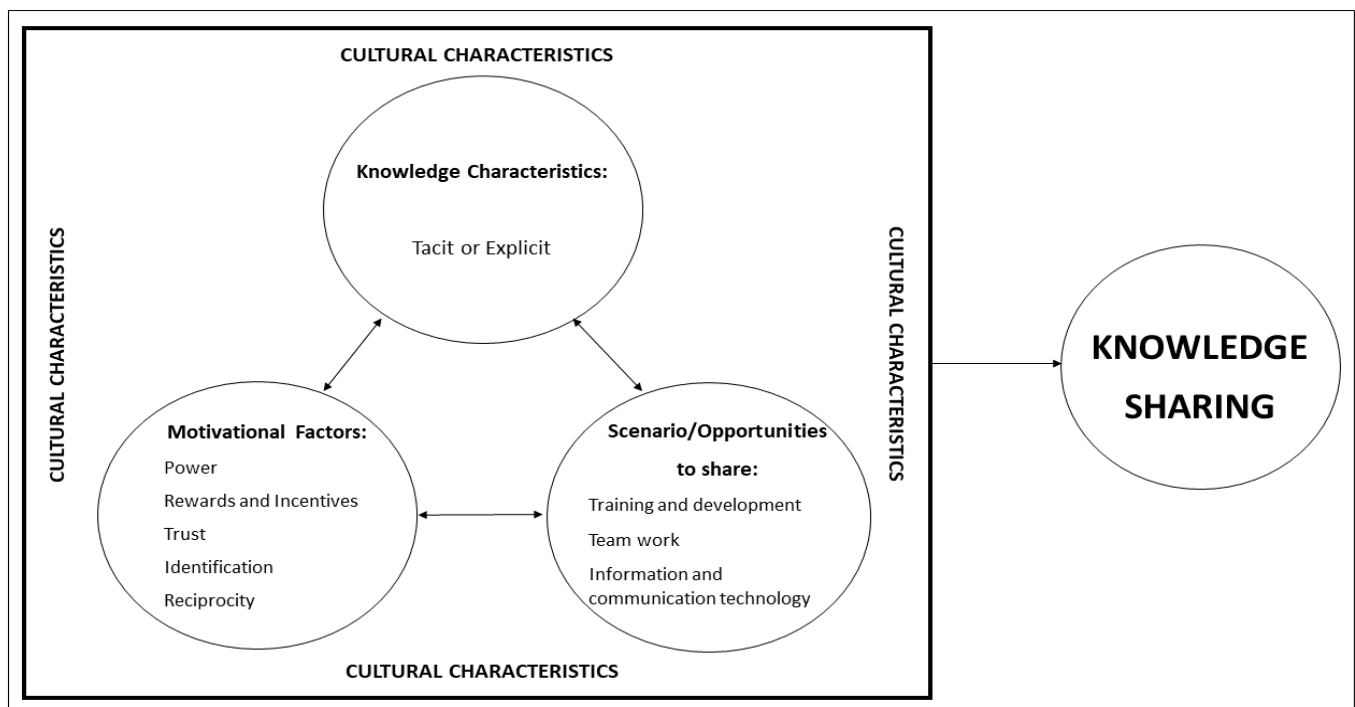 CULTURAL CHARACTERISTICS
Knowledge Characteristics:
Tacit or Explicit
CULTURAL CHARACTERISTICS
CULTURAL CHARACTERISTICS
Motivational Factors:
Power
Rewards and Incentives
Trust
Identification
Reciprocity
Scenario/Opportunities
to share:
Training and development
Team work
Information and
communication technology
CULTURAL CHARACTERISTICS
KNOWLEDGE
SHARING